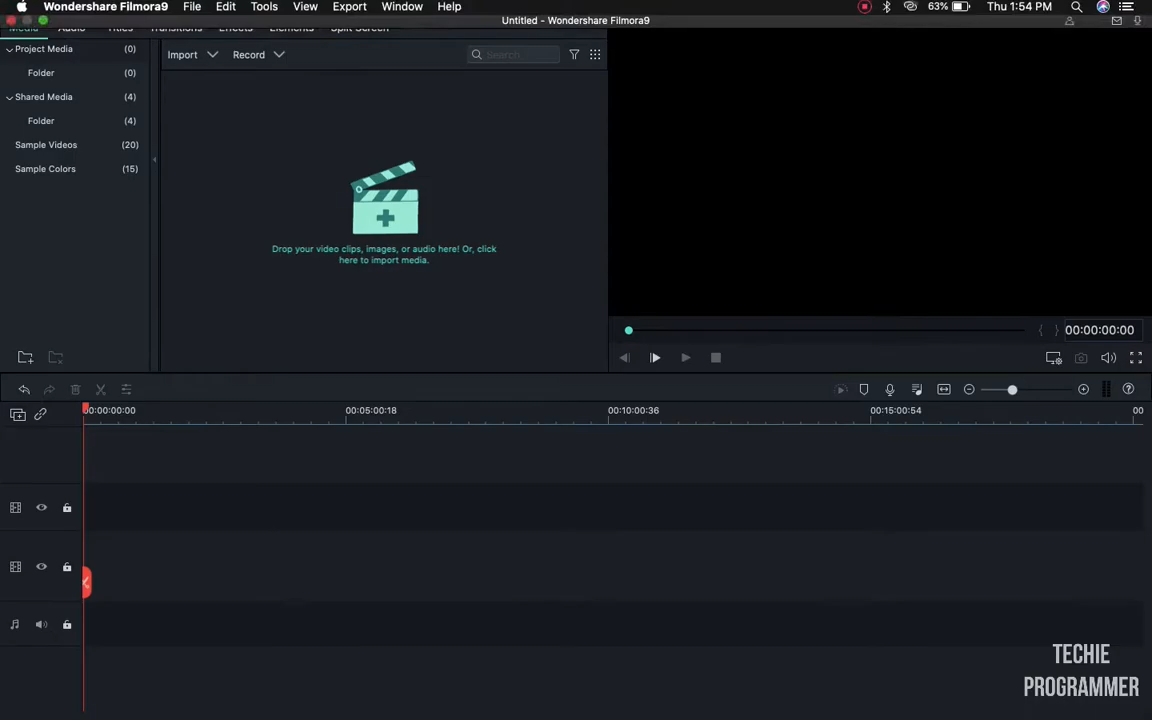 Wondershare Filmora9 File Edit Tools View Export Window Help 63% Thu 1:54 PM
Untitled - Wondershare Filmora9
Media Audio Titles Transitions Effects Elements Split Screen
Project Media (0)
Folder (0)
Shared Media (4)
Folder (4)
Sample Videos (20)
Sample Colors (15)
Import Record Search
Drop your video clips, images, or audio here! Or, click
here to import media.
00:00:00:00
00:00:00:00 00:05:00:18 00:10:00:36 00:15:00:54 00
TECHIE
PROGRAMMER